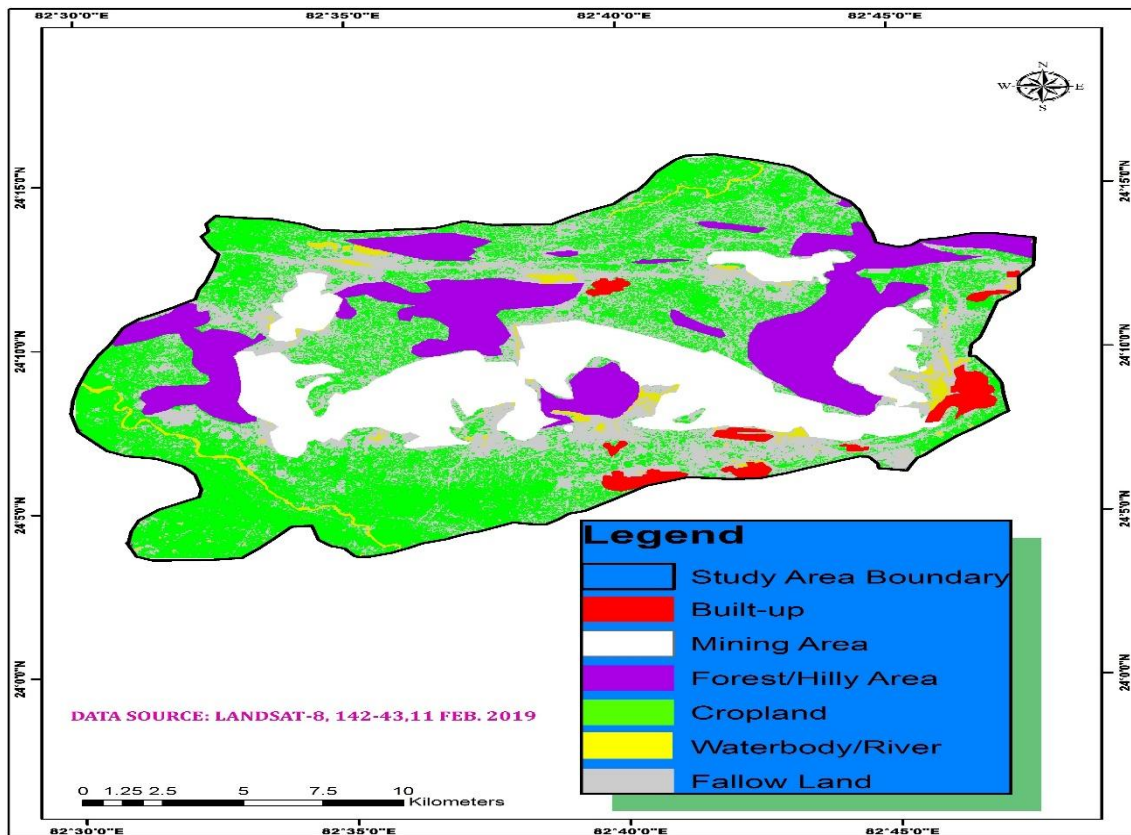 82°30'0"E 82°35'0"E 82°40'0"E 82°45'0"E
N
W E
S
24°15'0"N 24°15'0"N
24°10'0"N 24°10'0"N
24°5'0"N 24°5'0"N
24°0'0"N 24°0'0"N
Legend
Study Area Boundary
Built-up
Mining Area
Forest/Hilly Area
Cropland
Waterbody/River
Fallow Land
DATA SOURCE: LANDSAT-8, 142-43,11 FEB. 2019
0 1.25 2.5 5 7.5 10
Kilometers
82°30'0"E 82°35'0"E 82°40'0"E 82°45'0"E